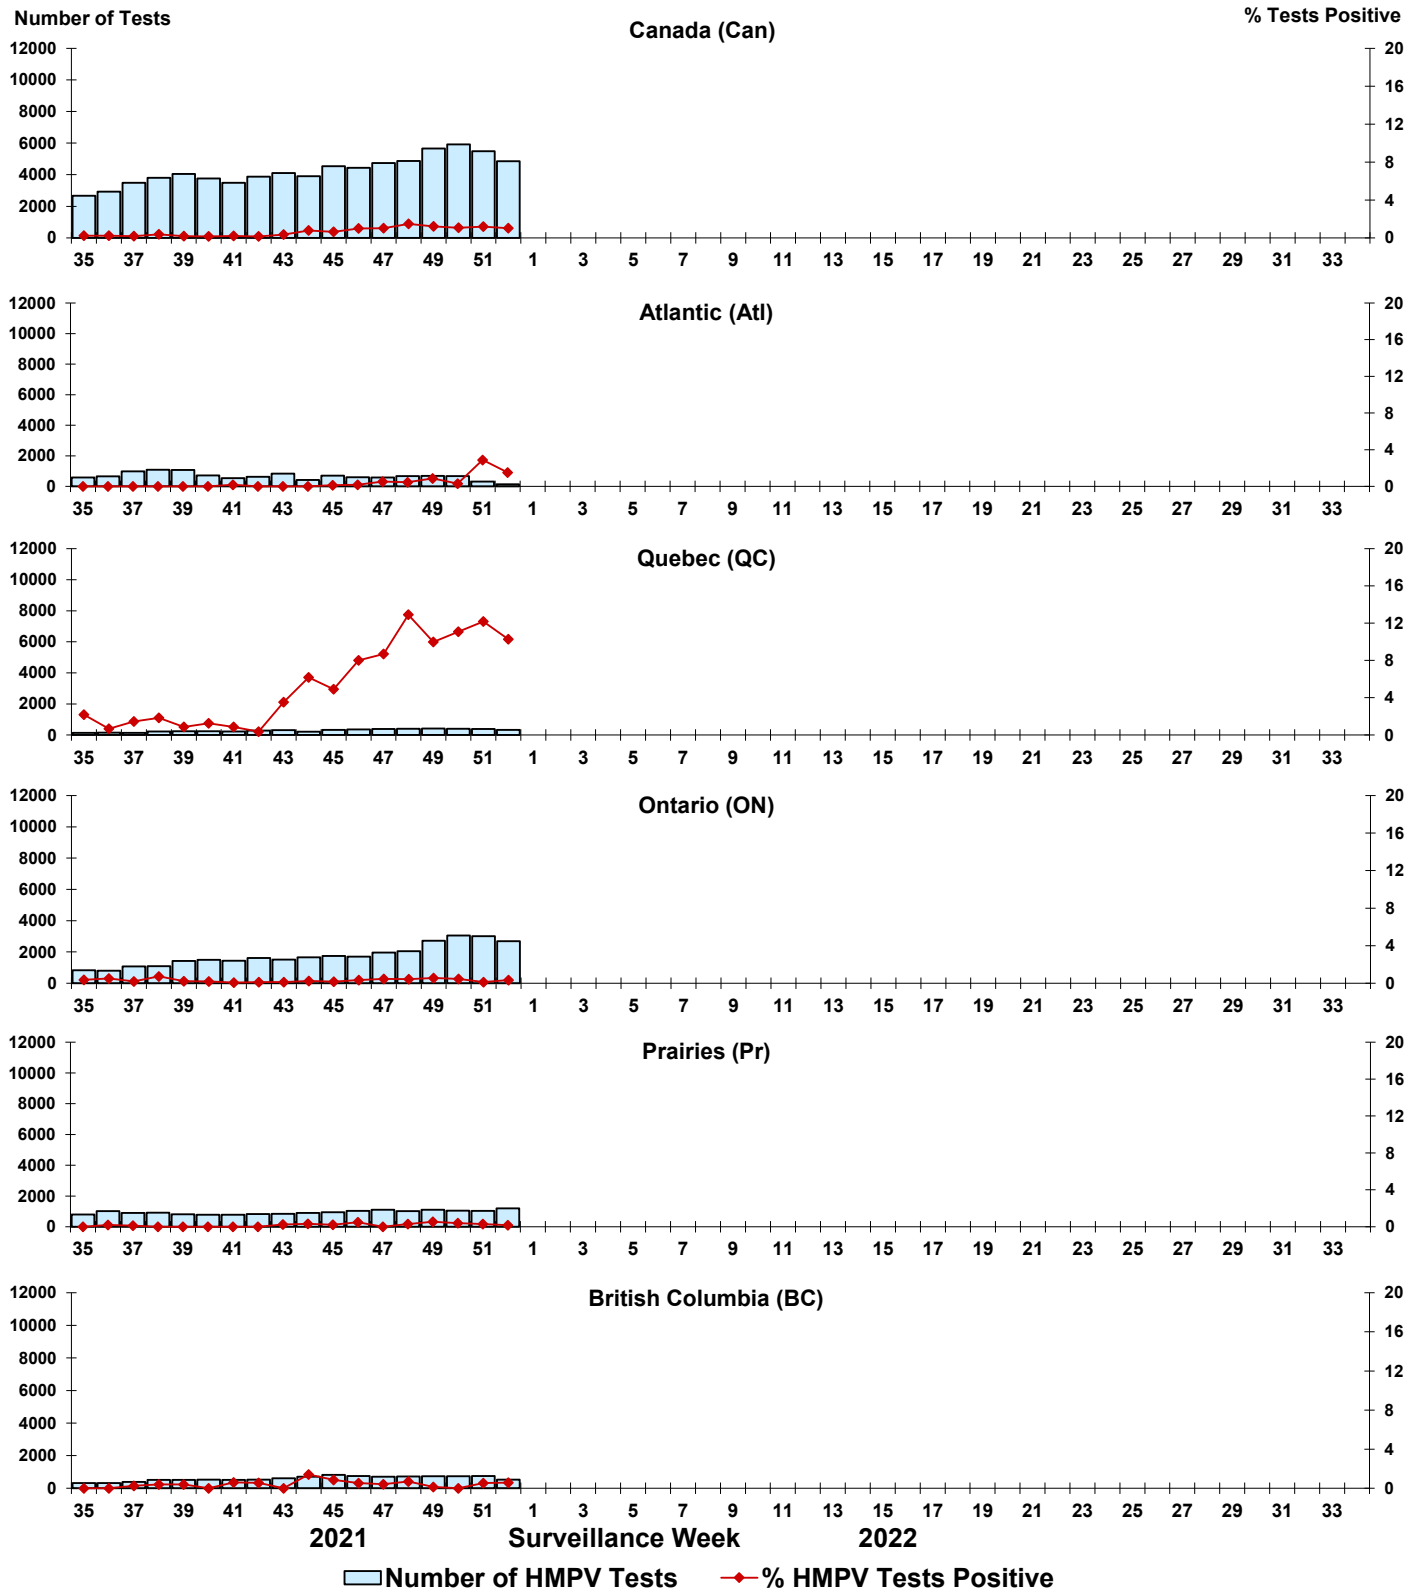 Number of Tests
% Tests Positive
Canada (Can)
12000 20
10000 16
8000 12
6000 8
4000 4
2000 0
0
35 37 39 41 43 45 47 49 51 1 3 5 7 9 11 13 15 17 19 21 23 25 27 29 31 33
Atlantic (Atl)
12000 20
10000 16
8000 12
6000 8
4000 4
2000 0
0
35 37 39 41 43 45 47 49 51 1 3 5 7 9 11 13 15 17 19 21 23 25 27 29 31 33
Quebec (QC)
12000 20
10000 16
8000 12
6000 8
4000 4
2000 0
0
35 37 39 41 43 45 47 49 51 1 3 5 7 9 11 13 15 17 19 21 23 25 27 29 31 33
Ontario (ON)
12000 20
10000 16
8000 12
6000 8
4000 4
2000 0
0
35 37 39 41 43 45 47 49 51 1 3 5 7 9 11 13 15 17 19 21 23 25 27 29 31 33
Prairies (Pr)
12000 20
10000 16
8000 12
6000 8
4000 4
2000 0
0
35 37 39 41 43 45 47 49 51 1 3 5 7 9 11 13 15 17 19 21 23 25 27 29 31 33
British Columbia (BC)
12000 20
10000 16
8000 12
6000 8
4000 4
2000 0
0
35 37 39 41 43 45 47 49 51 1 3 5 7 9 11 13 15 17 19 21 23 25 27 29 31 33
2021 Surveillance Week 2022
Number of HMPV Tests % HMPV Tests Positive